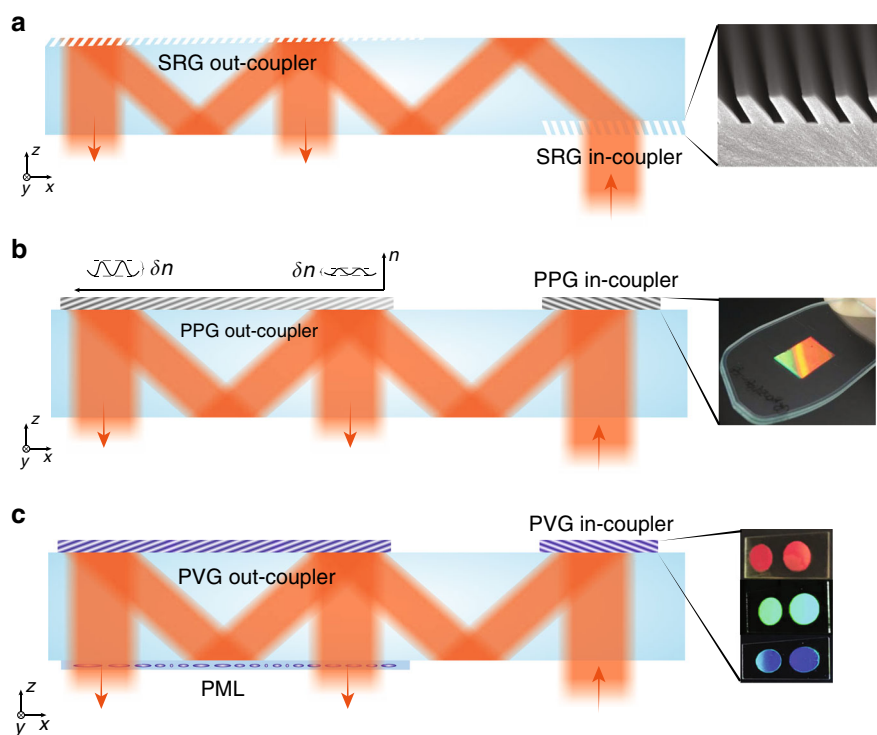 a
SRG out-coupler
SRG in-coupler
z
y x
b
δn
δn
n
PPG in-coupler
PPG out-coupler
z
y x
c
PVG in-coupler
PVG out-coupler
PML
z
y x